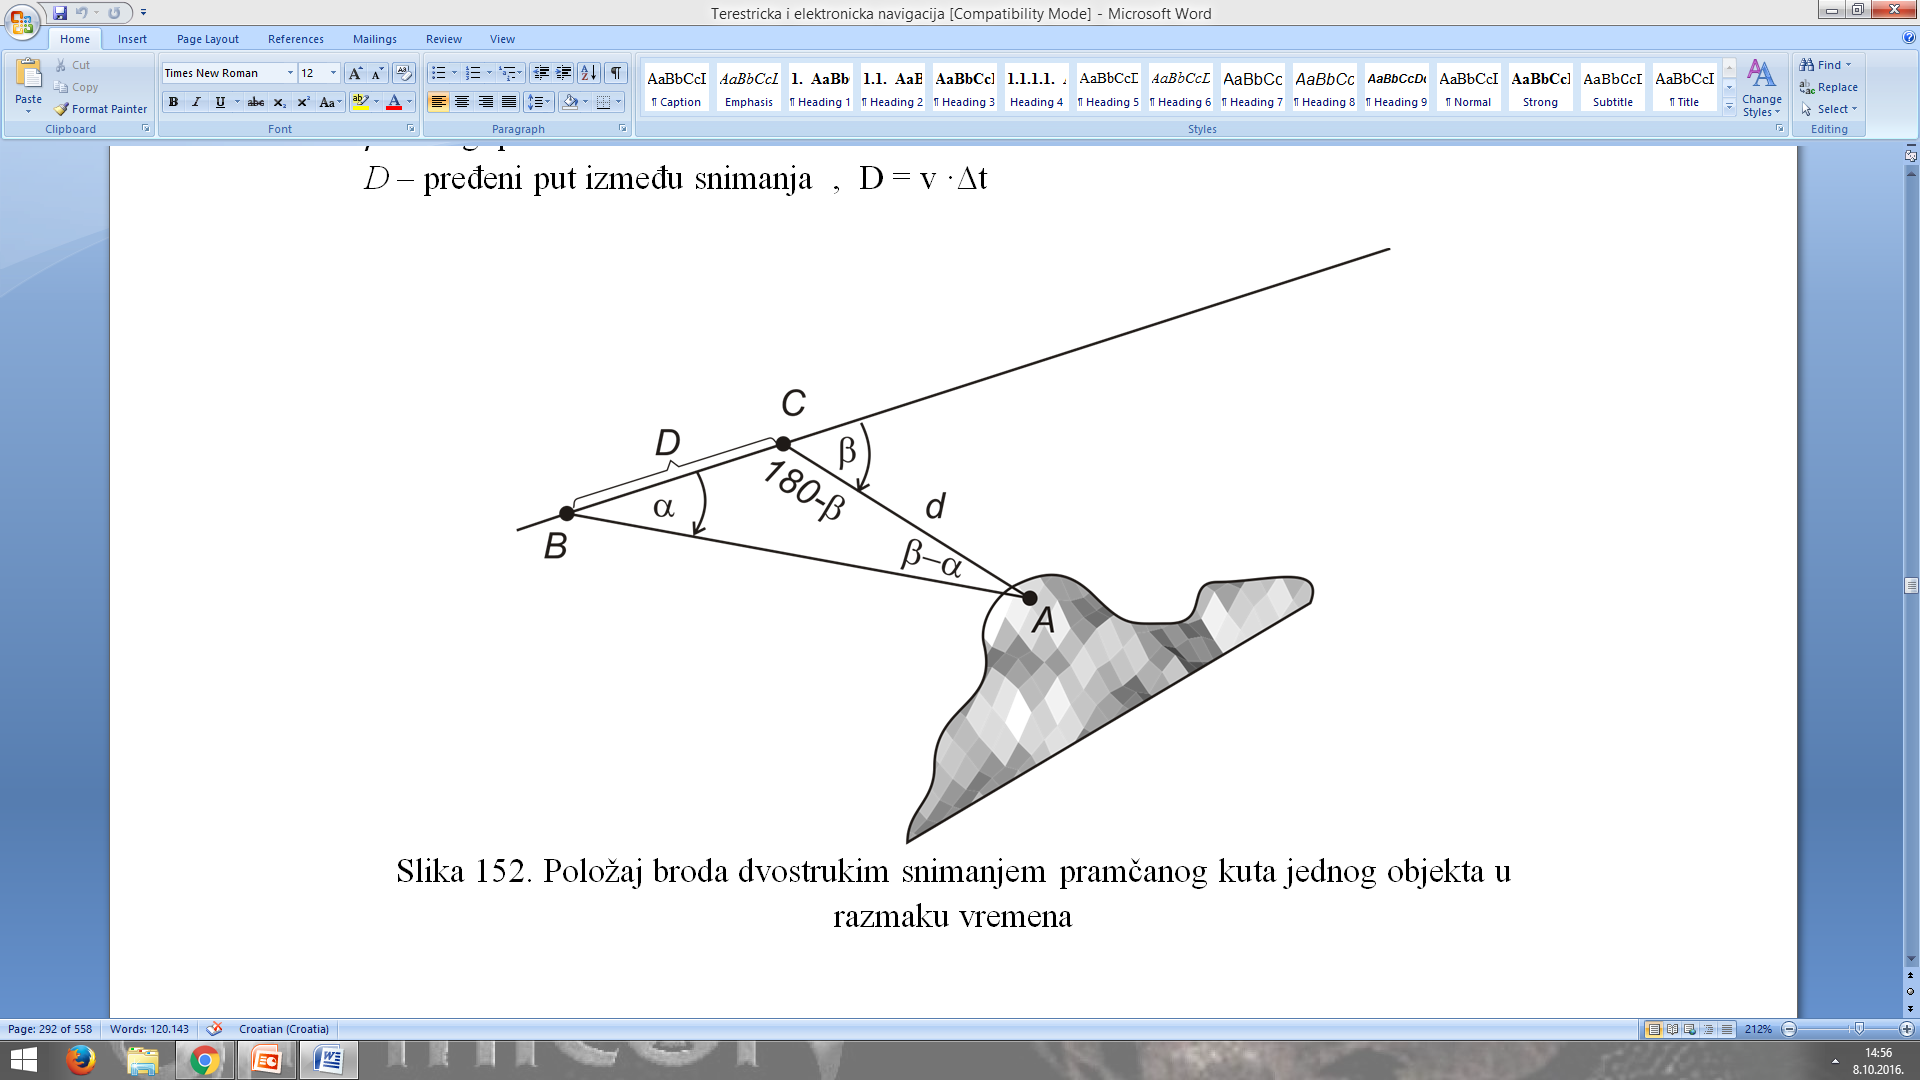 Terestricka i elektronicka navigacija [Compatibility Mode] - Microsoft Word
Home Insert Page Layout References Mailings Review View
Paste
Cut
Copy
Format Painter
Clipboard
Times New Roman 12
Font
Paragraph
AaBbCcI AaBbCcL 1. AaBb 1.1. AaB AaBbCcI 1.1.1.1. A AaBbCcD AaBbCcL AaBbCc AaBbCc AaBbCcDc AaBbCcI AaBbCcI AaBbCcI AaBbCcI
¶ Caption Emphasis ¶ Heading 1 ¶ Heading 2 ¶ Heading 3 Heading 4 ¶ Heading 5 ¶ Heading 6 ¶ Heading 7 ¶ Heading 8 ¶ Heading 9 ¶ Normal Strong Subtitle ¶ Title
Change Styles
Styles
Find
Replace
Select
Editing
D – pređeni put između snimanja , D = v · Δt
C
D
β
α
180-β
d
B
β–α
A
Slika 152. Položaj broda dvostrukim snimanjem pramčanog kuta jednog objekta u
razmaku vremena
Page: 292 of 558 Words: 120.143 Croatian (Croatia) 212%
14:56
8.10.2016.